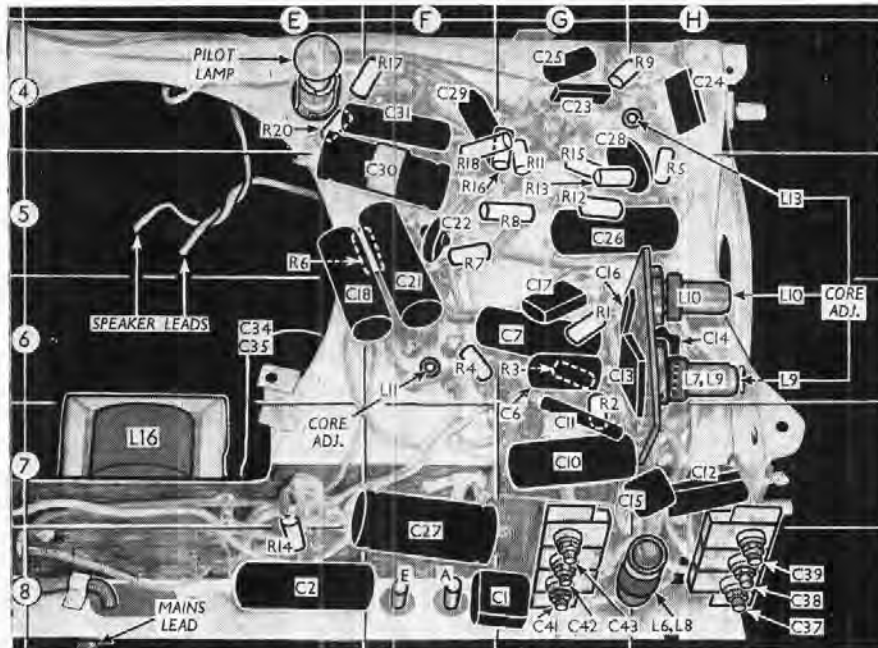 E F G H
PILOT LAMP
R17
C25
R9
C24
4
C29
C23
R20
C31
C28
R18
R11
R15
R5
R16
R13
C30
L13
R12
5
C22
R8
C26
R6
R7
C16
C21
C17
C18
L10
L10
CORE ADJ.
SPEAKER LEADS
R1
C34
C7
C14
6
C35
R3
C13
L7, L9
L9
R4
L11
R2
C6
CORE ADJ.
C11
L16
7
C10
C15
C12
C27
R14
C39
8
C2
E
A
C1
C38
MAINS LEAD
C41
C42
C43
L6, L8
C37